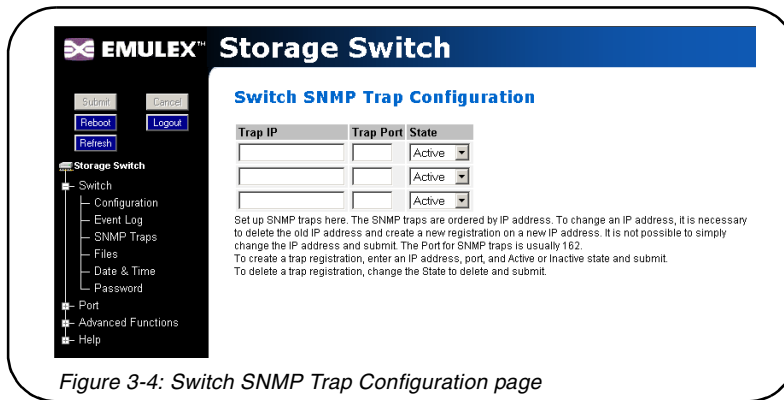 EMULEX™ Storage Switch
Submit Cancel
Reboot Logout
Refresh
Storage Switch
Switch
Configuration
Event Log
SNMP Traps
Files
Date & Time
Password
Port
Advanced Functions
Help
Switch SNMP Trap Configuration
Trap IP Trap Port State
Active
Active
Active
Set up SNMP traps here. The SNMP traps are ordered by IP address. To change an IP address, it is necessary
to delete the old IP address and create a new registration on a new IP address. It is not possible to simply
change the IP address and submit. The Port for SNMP traps is usually 162.
To create a trap registration, enter an IP address, port, and Active or Inactive state and submit.
To delete a trap registration, change the State to delete and submit.
Figure 3-4: Switch SNMP Trap Configuration page